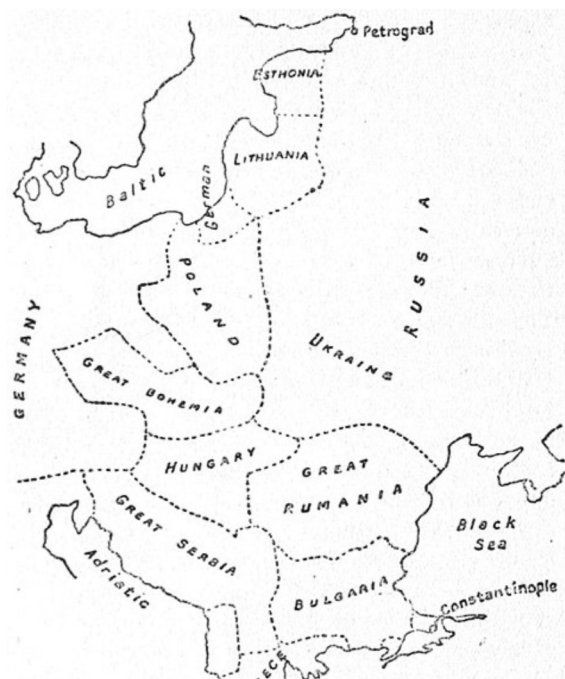 Petrograd
ESTHONIA
LITHUANIA
Baltic
German
POLAND
RUSSIA
UKRAINE
GERMANY
GREAT BOHEMIA
HUNGARY
GREAT
RUMANIA
GREAT SERBIA
Black
Sea
Adriatic
BULGARIA
Constantinople